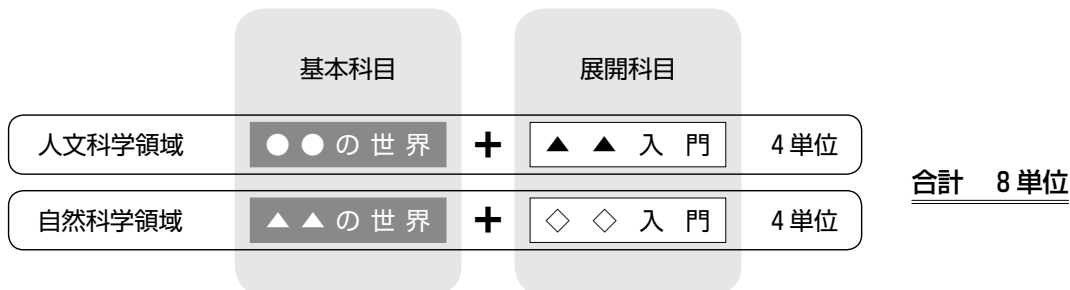 基本科目 展開科目
人文科学領域 ●●の世界 + ▲▲入門 4単位
合計 8単位
自然科学領域 ▲▲の世界 + ◇◇入門 4単位